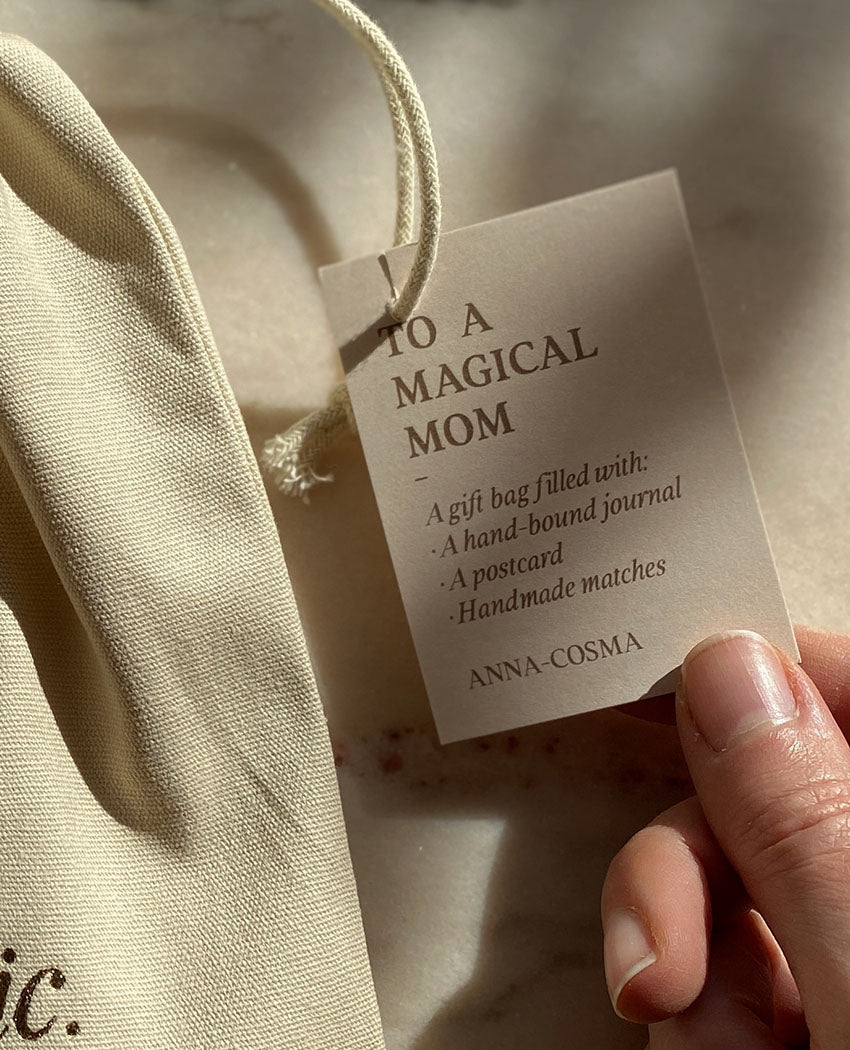 TO A
MAGICAL
MOM
–
A gift bag filled with:
· A hand-bound journal
· A postcard
· Handmade matches
ANNA-COSMA
ic.